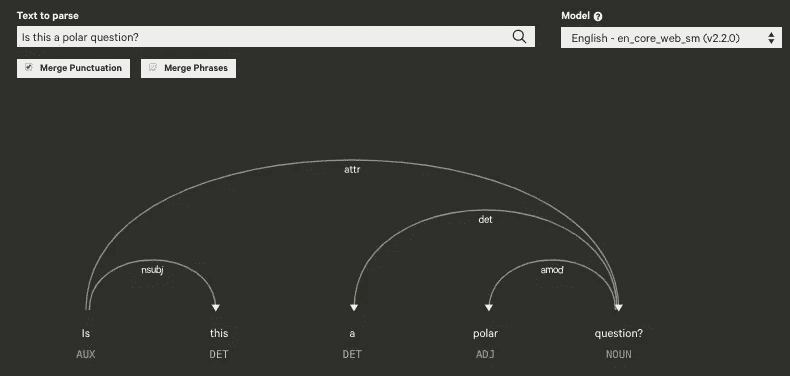 Text to parse
Model ?
Is this a polar question?
English - en_core_web_sm (v2.2.0)
Merge Punctuation
Merge Phrases
attr
det
nsubj
amod
Is this a polar question?
AUX DET DET ADJ NOUN